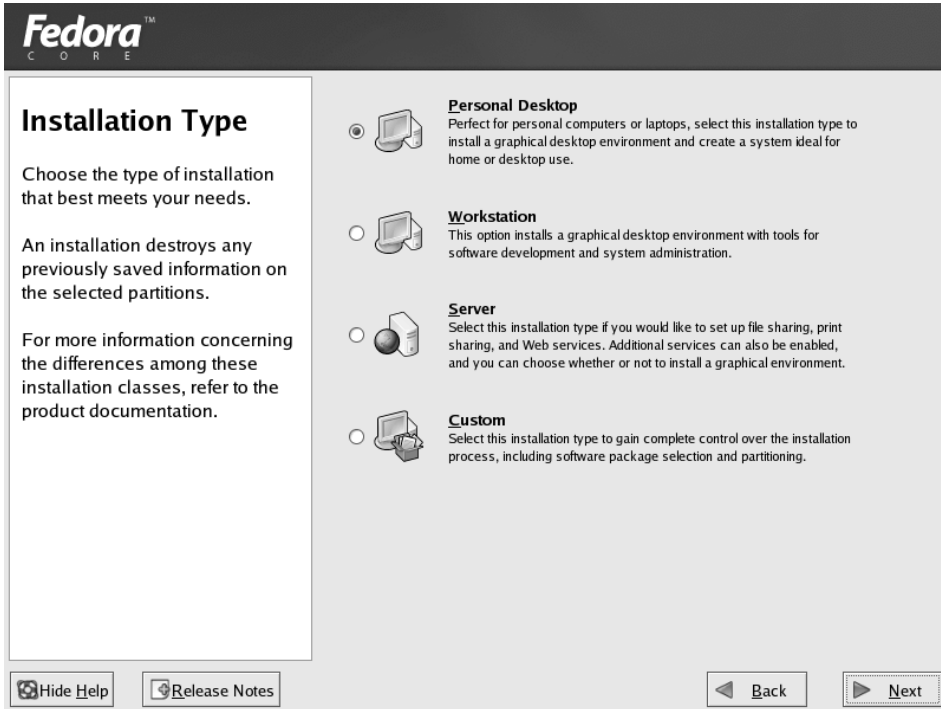 Fedora™
CORE
Installation Type
Choose the type of installation
that best meets your needs.
An installation destroys any
previously saved information on
the selected partitions.
For more information concerning
the differences among these
installation classes, refer to the
product documentation.
Personal Desktop
Perfect for personal computers or laptops, select this installation type to
install a graphical desktop environment and create a system ideal for
home or desktop use.
Workstation
This option installs a graphical desktop environment with tools for
software development and system administration.
Server
Select this installation type if you would like to set up file sharing, print
sharing, and Web services. Additional services can also be enabled,
and you can choose whether or not to install a graphical environment.
Custom
Select this installation type to gain complete control over the installation
process, including software package selection and partitioning.
Hide Help
Release Notes
Back
Next